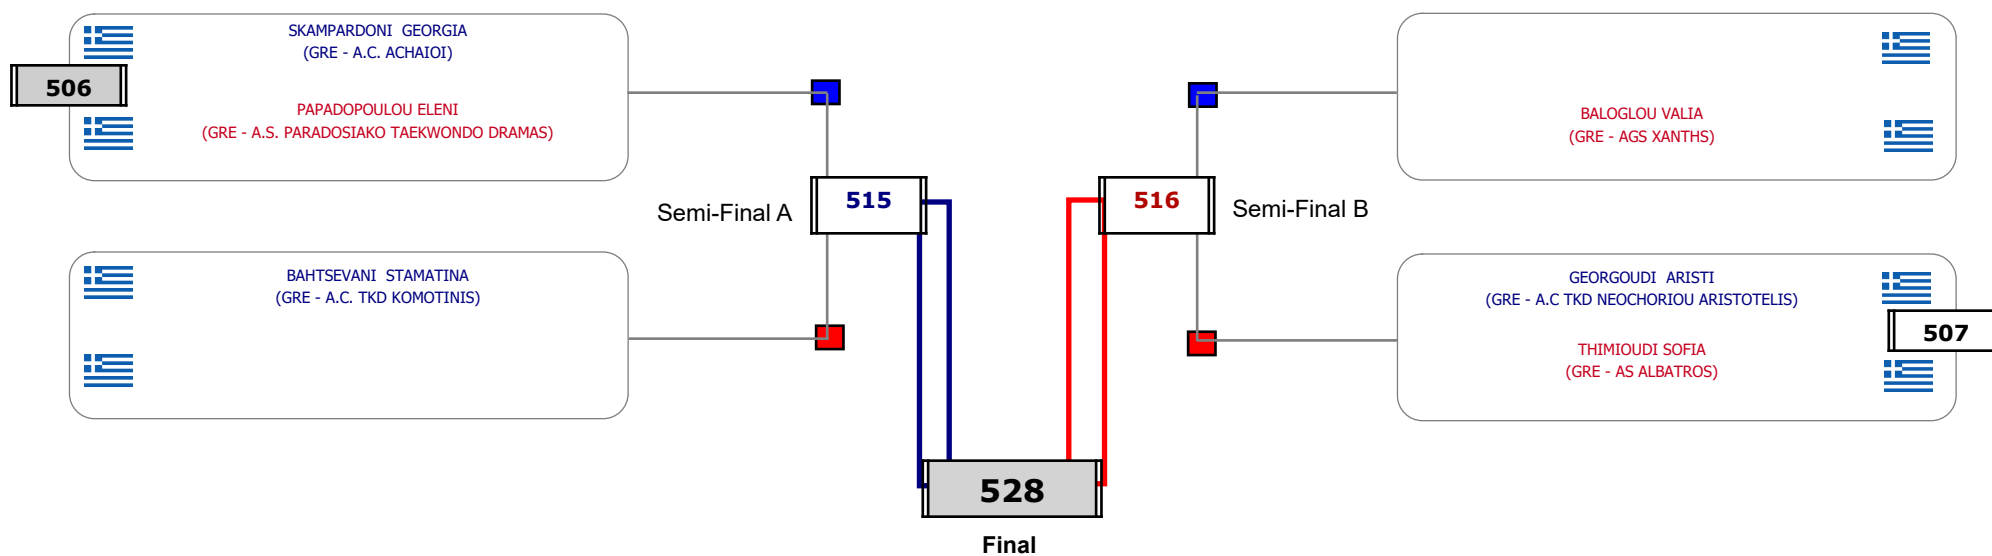 SKAMPARDONI GEORGIA
(GRE - A.C. ACHAIOI)
506
PAPADOPOULOU ELENI
(GRE - A.S. PARADOSIAKO TAEKWONDO DRAMAS)
BALOGLOU VALIA
(GRE - AGS XANTHS)
Semi-Final A
515
516
Semi-Final B
BAHTSEVANI STAMATINA
(GRE - A.C. TKD KOMOTINIS)
GEORGOUDI ARISTI
(GRE - A.C TKD NEOCHORIOU ARISTOTELIS)
507
THIMIOUDI SOFIA
(GRE - AS ALBATROS)
528
Final